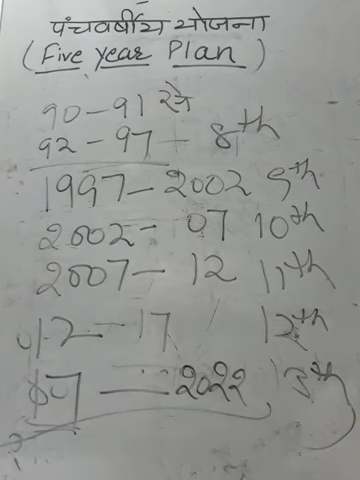 पंचवर्षीय योजना
(Five year Plan)
90-91 से
92-97 - 8th
1997-2002 9th
2002- 07 10th
2007- 12 11th
12-17 12th
17 - 2022 13th